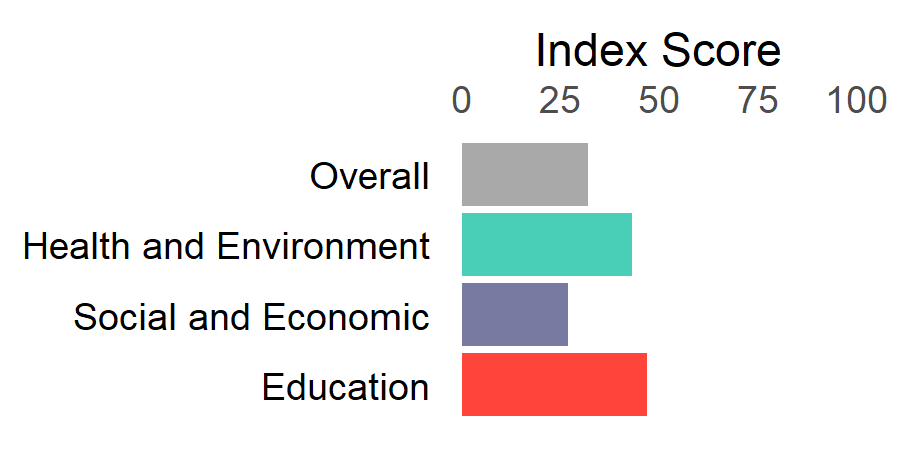 Index Score
0 25 50 75 100
Overall
Health and Environment
Social and Economic
Education